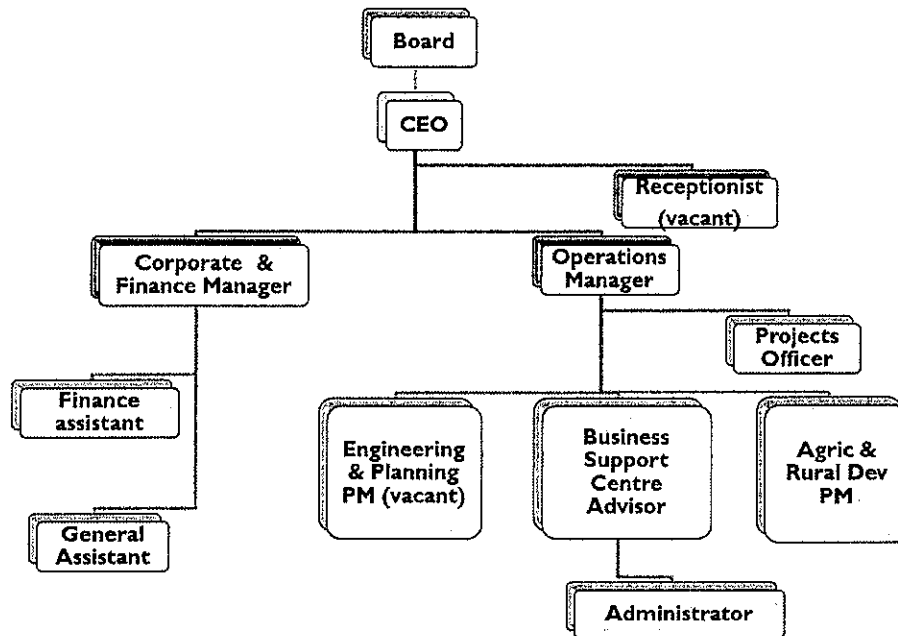 Board
CEO
Receptionist
(vacant)
Corporate &
Finance Manager
Operations
Manager
Projects
Officer
Finance
assistant
Engineering
& Planning
PM (vacant)
Business
Support
Centre
Advisor
Agric &
Rural Dev
PM
General
Assistant
Administrator